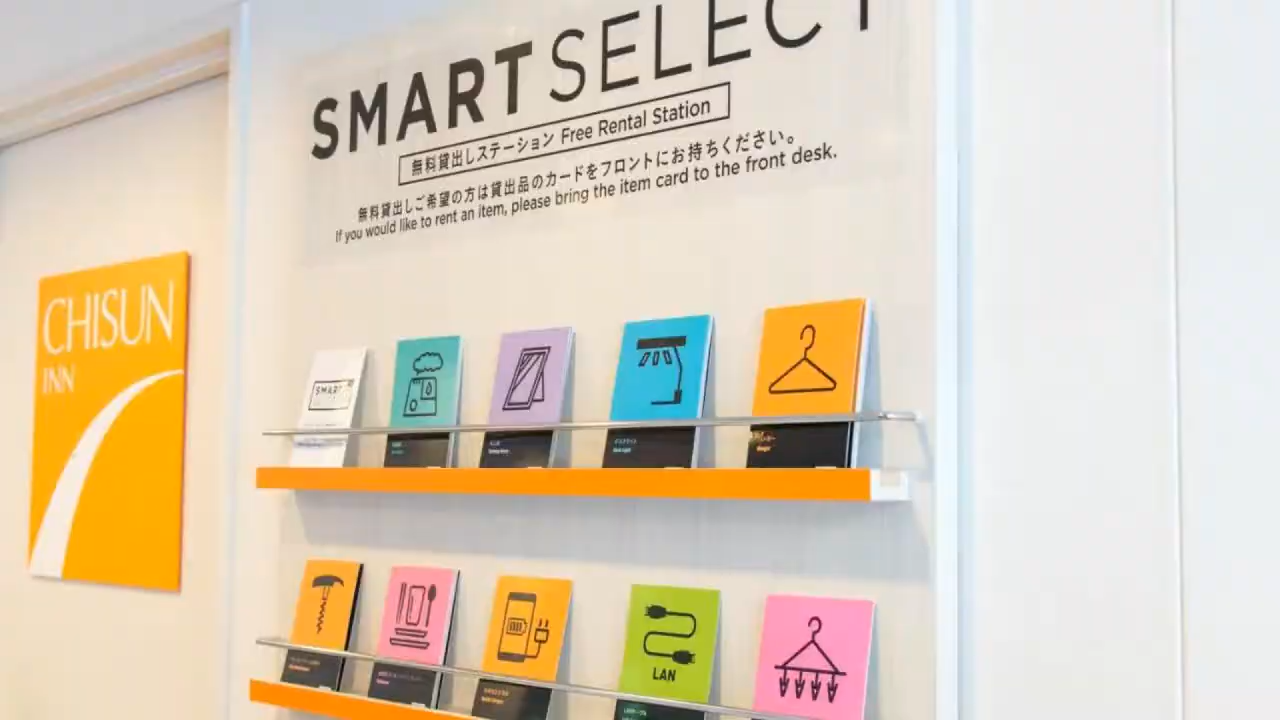 SMART SELECT
無料貸出しステーション Free Rental Station
無料貸出しご希望の方は貸出品のカードをフロントにお持ちください。
If you would like to rent an item, please bring the item card to the front desk.
CHISUN
INN
SMART
LAN